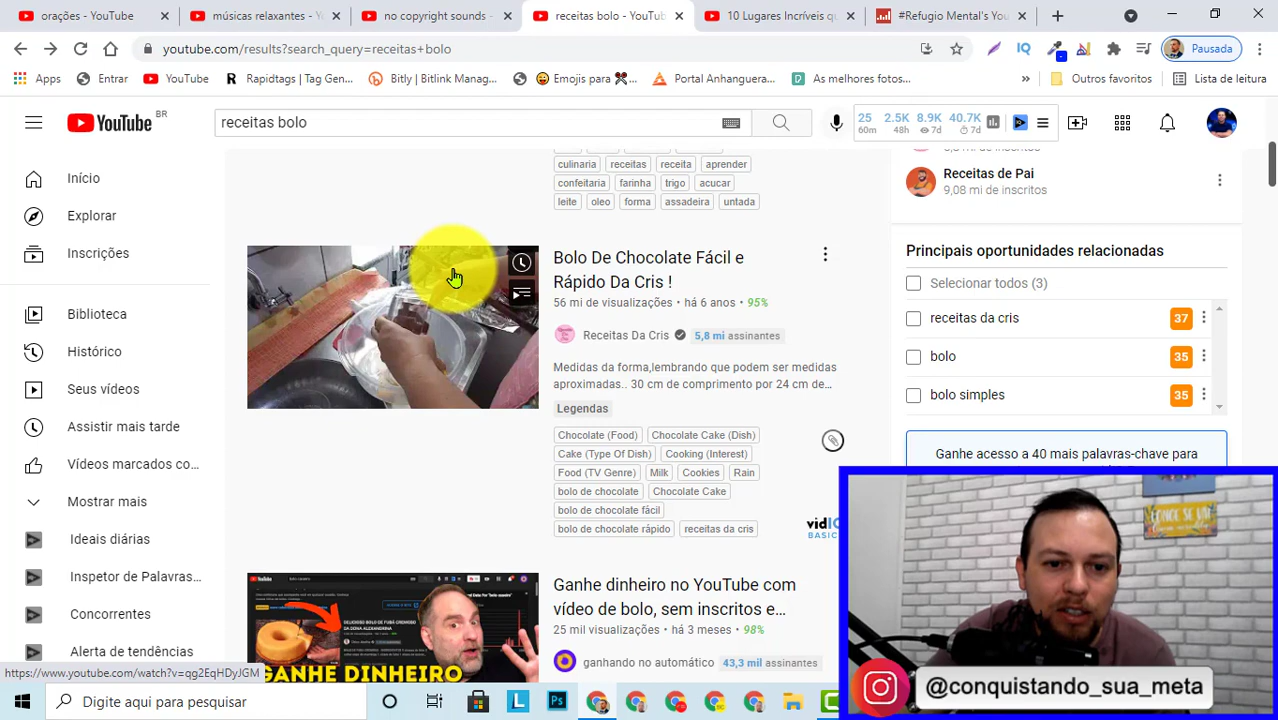 orações - YouTube
músicas relaxantes -
no copyright sounds -
receitas bolo - YouTu
10 Lugares Incríveis qu
#Refugio Mental's You
youtube.com/results?search_query=receitas+bolo
Pausada
Apps
Entrar
YouTube
Rapidtags | Tag Gen...
Bitly | Bitlink Manag...
Emojis para
Portal Anhanguera...
As melhores fotos...
»
Outros favoritos
Lista de leitura
YouTube BR
receitas bolo
25 2.5K 8.9K 40.7K
60m 48h 7d 7d
Início
Explorar
Inscrições
Biblioteca
Histórico
Seus vídeos
Assistir mais tarde
Vídeos marcados co...
Mostrar mais
Ideais diárias
Inspetor de Palavras...
Competidores
Alerta de tendências
culinaria receitas receita aprender
confeitaria farinha trigo acucar
leite oleo forma assadeira untada
Bolo De Chocolate Fácil e
Rápido Da Cris !
56 mi de visualizações • há 6 anos • 95%
Receitas Da Cris 5,8 mi assinantes
Medidas da forma,lembrando que podem ser medidas
aproximadas.. 30 cm de comprimento por 24 cm de...
Legendas
Chocolate (Food) Chocolate Cake (Dish)
Cake (Type Of Dish) Cooking (Interest)
Food (TV Genre) Milk Cookies Rain
bolo de chocolate Chocolate Cake
bolo de chocolate fácil
bolo de chocolate rápido receitas da cris
vidIQ
BASIC
Ganhe dinheiro no YouTube com
vídeo de bolo, sem inscritos e...
25 mil visualizações • há 3 meses • 98%
ganhando no automático 43,3 mil assinantes
GANHE DINHEIRO
Receitas de Pai
9,08 mi de inscritos
Principais oportunidades relacionadas
Selecionar todos (3)
receitas da cris 37
bolo 35
bolo simples 35
Ganhe acesso a 40 mais palavras-chave para
@conquistando_sua_meta
https://www.youtube.com/watch?v=qg2EqHDyJGM
Digite aqui para pesquisar